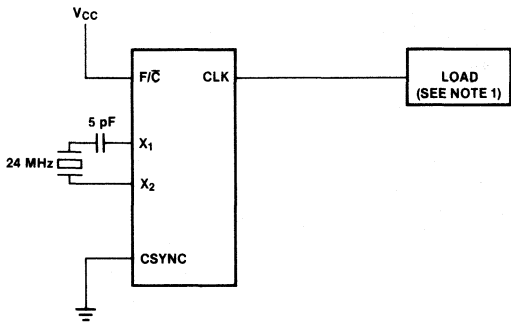 VCC
F/C̅
CLK
LOAD
(SEE NOTE 1)
5 pF
X1
24 MHz
X2
CSYNC